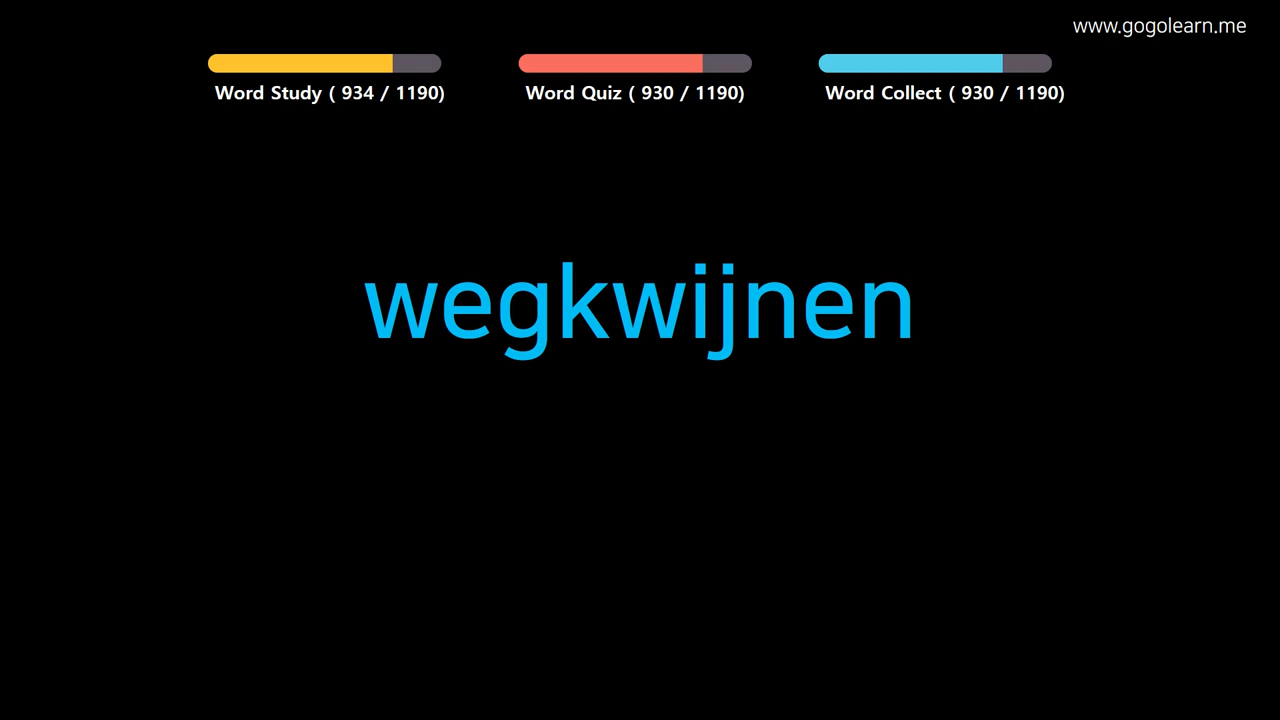 www.gogolearn.me
Word Study ( 934 / 1190)
Word Quiz ( 930 / 1190)
Word Collect ( 930 / 1190)
wegkwijnen